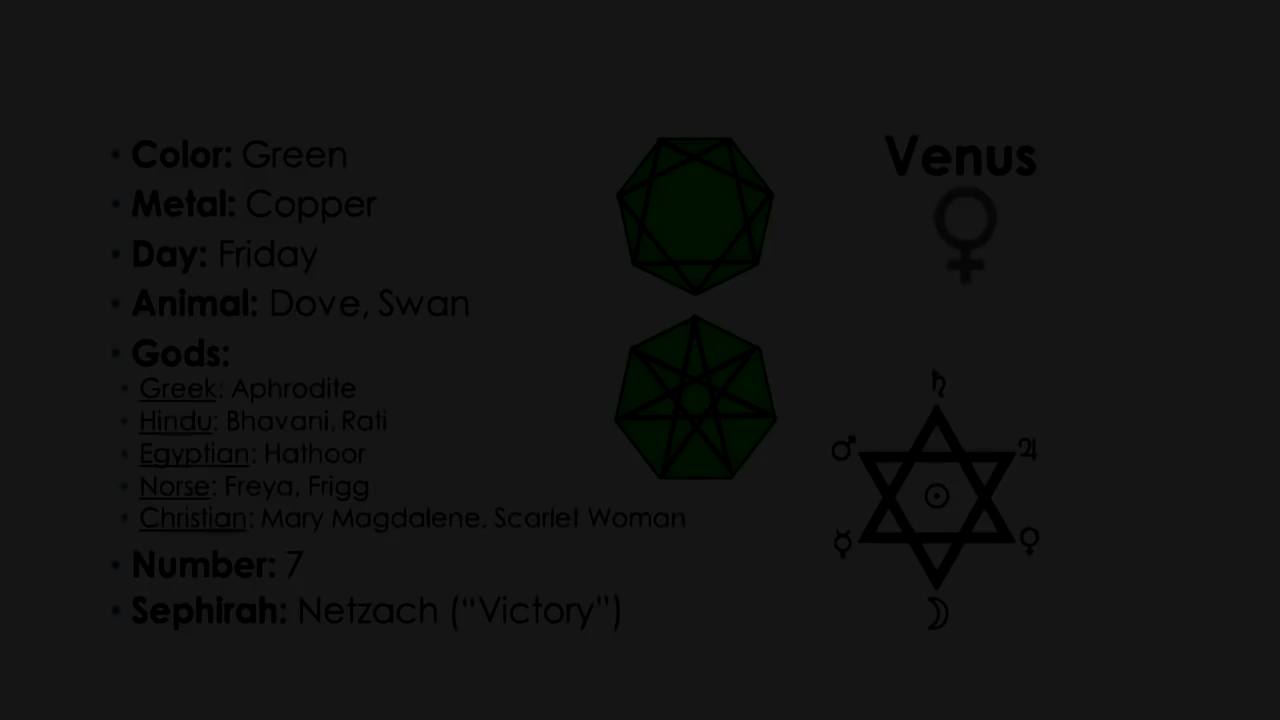 • Color: Green
• Metal: Copper
• Day: Friday
• Animal: Dove, Swan
• Gods:
• Greek: Aphrodite
• Hindu: Bhavani, Rati
• Egyptian: Hathoor
• Norse: Freya, Frigg
• Christian: Mary Magdalene, Scarlet Woman
• Number: 7
• Sephirah: Netzach (“Victory”)
Venus
♀
♄
♂ ♃
☉
☿ ♀
☽